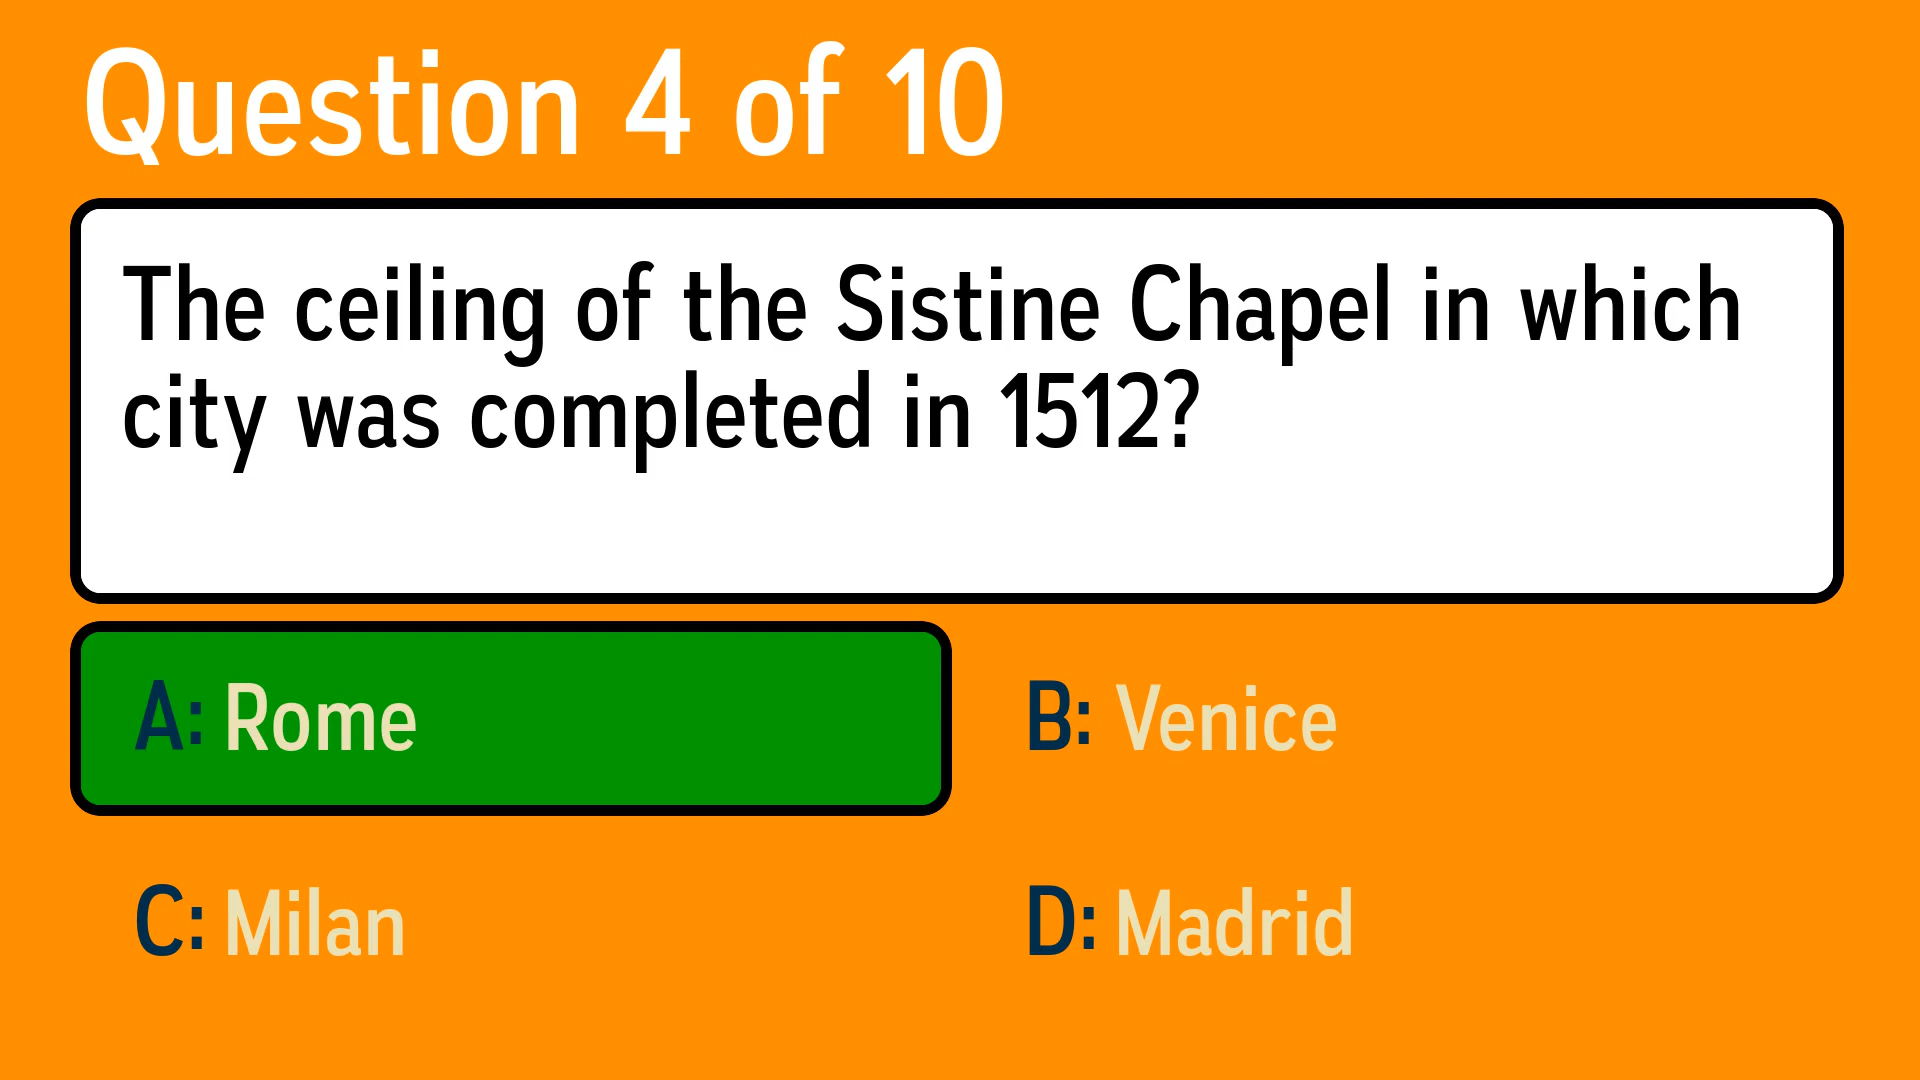 Question 4 of 10
The ceiling of the Sistine Chapel in which
city was completed in 1512?
A: Rome
B: Venice
C: Milan
D: Madrid